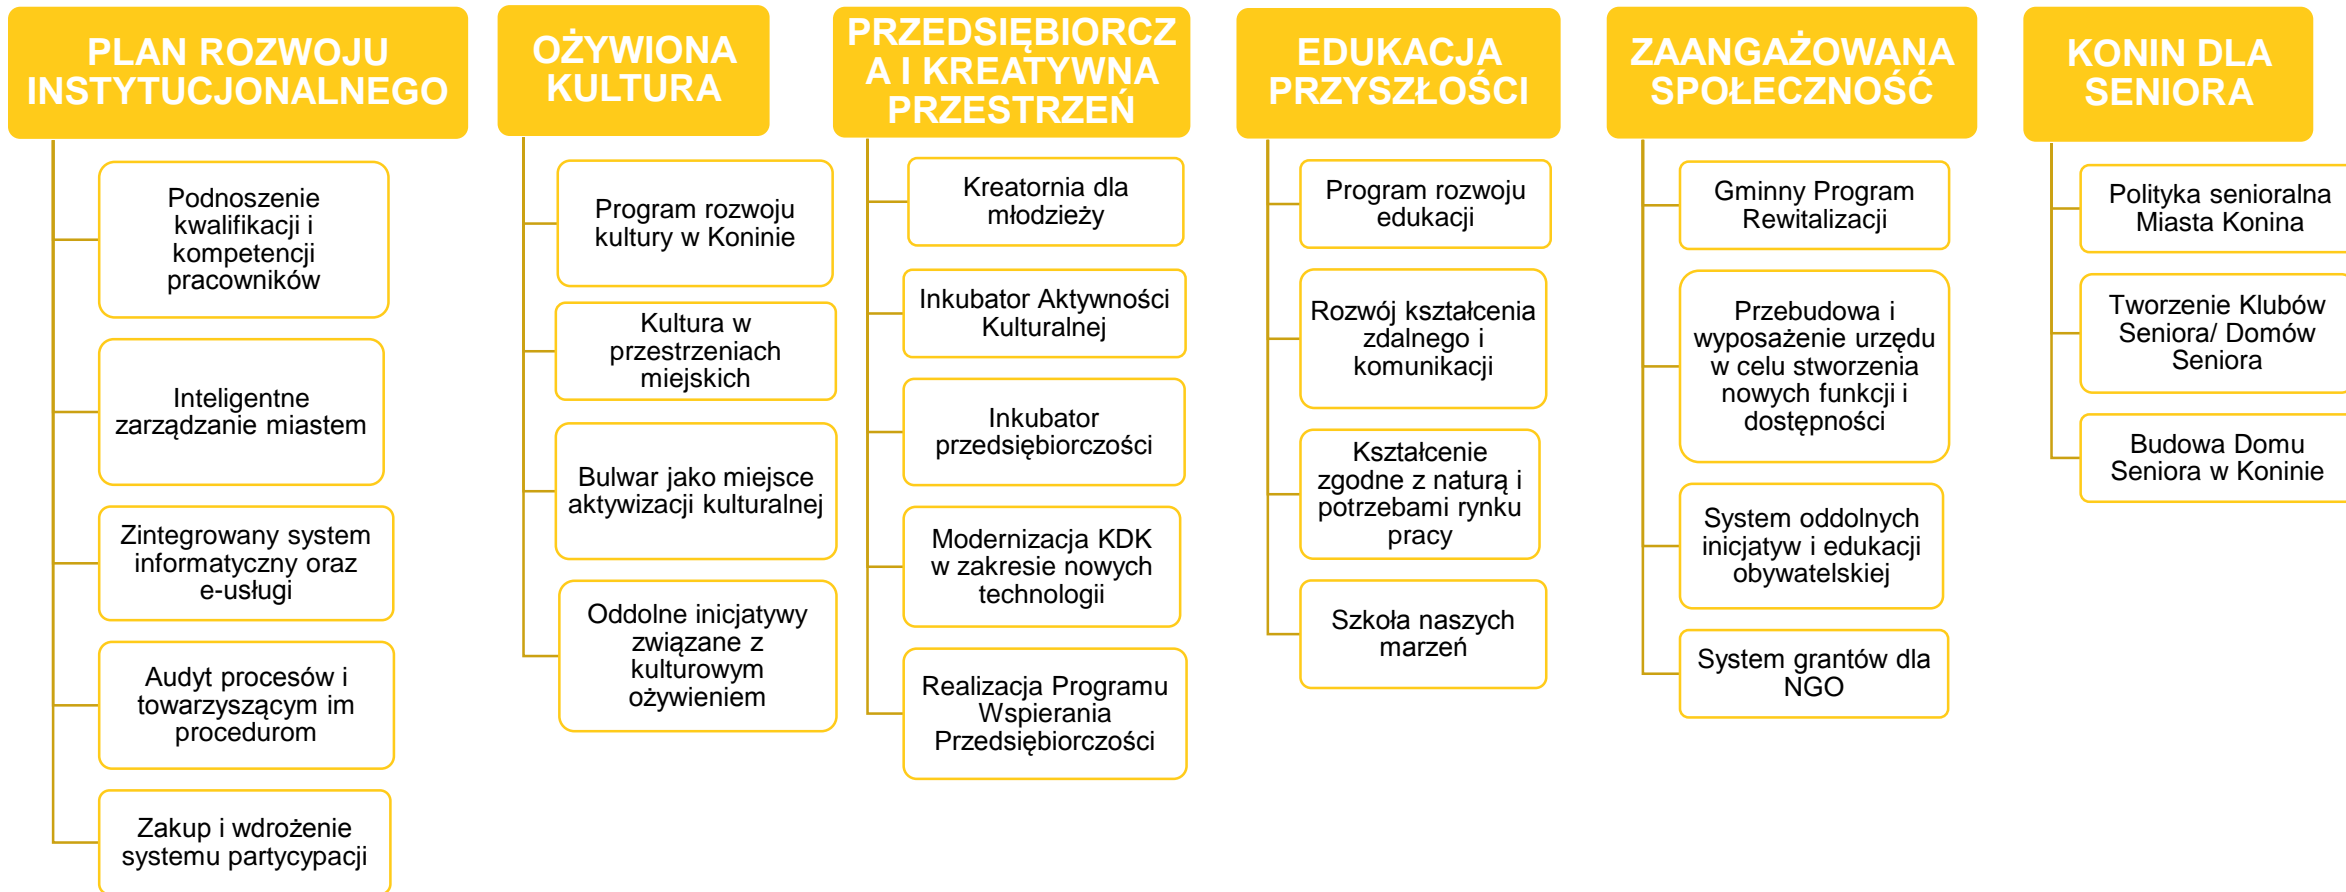 PLAN ROZWOJU
INSTYTUCJONALNEGO
Podnoszenie
kwalifikacji i
kompetencji
pracowników
Inteligentne
zarządzanie miastem
Zintegrowany system
informatyczny oraz
e-usługi
Audyt procesów i
towarzyszącym im
procedurom
Zakup i wdrożenie
systemu partycypacji
OŻYWIONA
KULTURA
Program rozwoju
kultury w Koninie
Kultura w
przestrzeniach
miejskich
Bulwar jako miejsce
aktywizacji kulturalnej
Oddolne inicjatywy
związane z
kulturowym
ożywieniem
PRZEDSIĘBIORCZ
A I KREATYWNA
PRZESTRZEŃ
Kreatornia dla
młodzieży
Inkubator Aktywności
Kulturalnej
Inkubator
przedsiębiorczości
Modernizacja KDK
w zakresie nowych
technologii
Realizacja Programu
Wspierania
Przedsiębiorczości
EDUKACJA
PRZYSZŁOŚCI
Program rozwoju
edukacji
Rozwój kształcenia
zdalnego i
komunikacji
Kształcenie
zgodne z naturą i
potrzebami rynku
pracy
Szkoła naszych
marzeń
ZAANGAŻOWANA
SPOŁECZNOŚĆ
Gminny Program
Rewitalizacji
Przebudowa i
wyposażenie urzędu
w celu stworzenia
nowych funkcji i
dostępności
System oddolnych
inicjatyw i edukacji
obywatelskiej
System grantów dla
NGO
KONIN DLA
SENIORA
Polityka senioralna
Miasta Konina
Tworzenie Klubów
Seniora/ Domów
Seniora
Budowa Domu
Seniora w Koninie